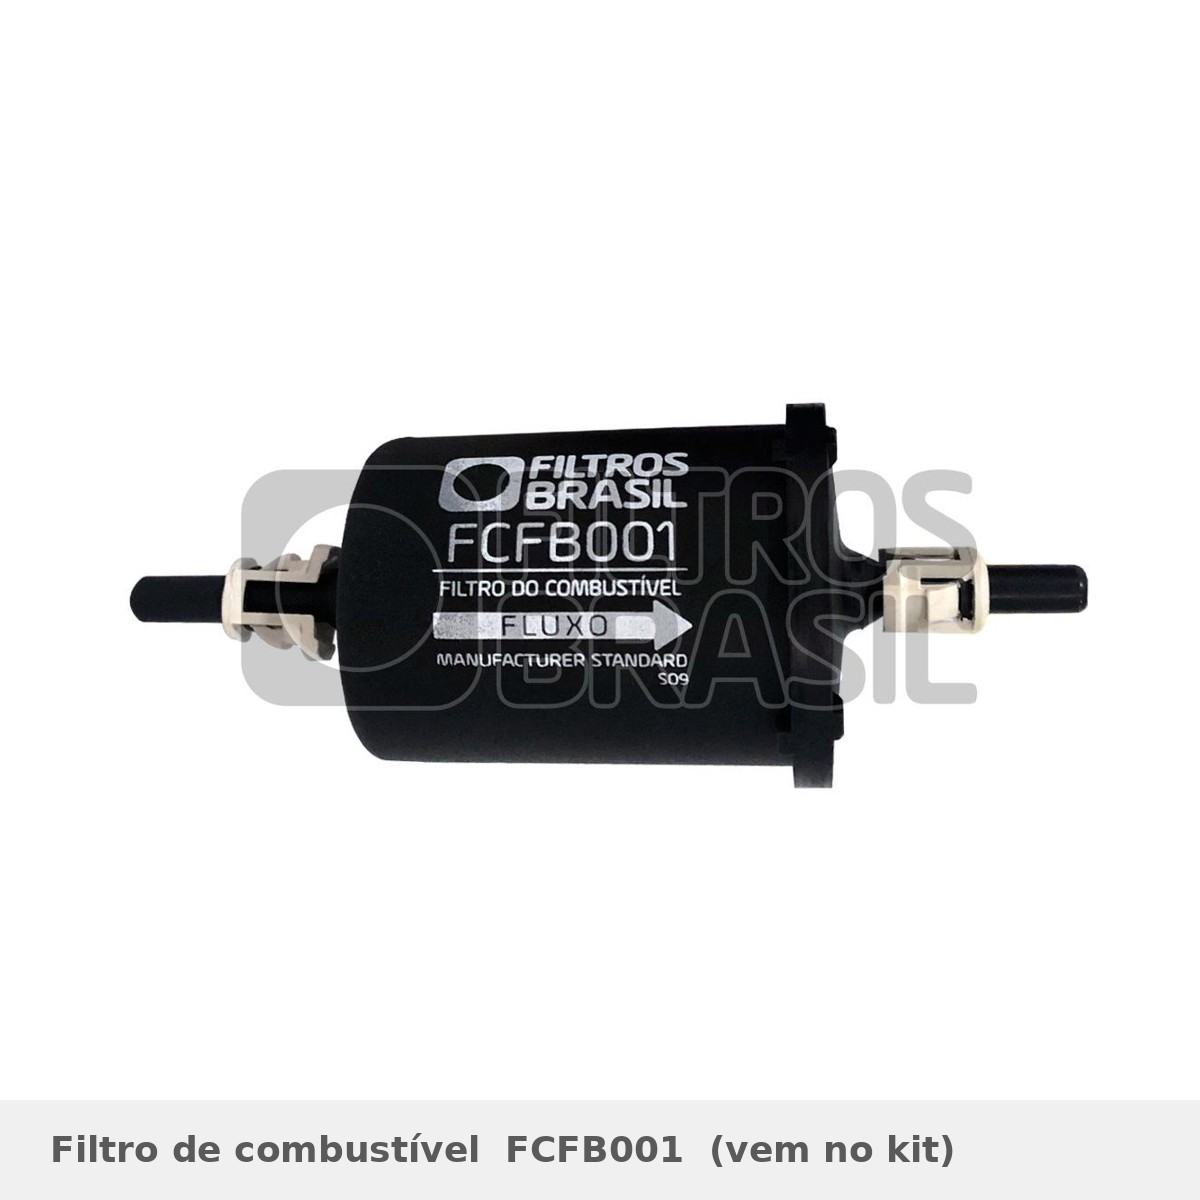 FILTROS
BRASIL
FCFB001
FILTRO DO COMBUSTÍVEL
FLUXO
MANUFACTURER STANDARD
S09
FILTROS
BRASIL
Filtro de combustível FCFB001 (vem no kit)